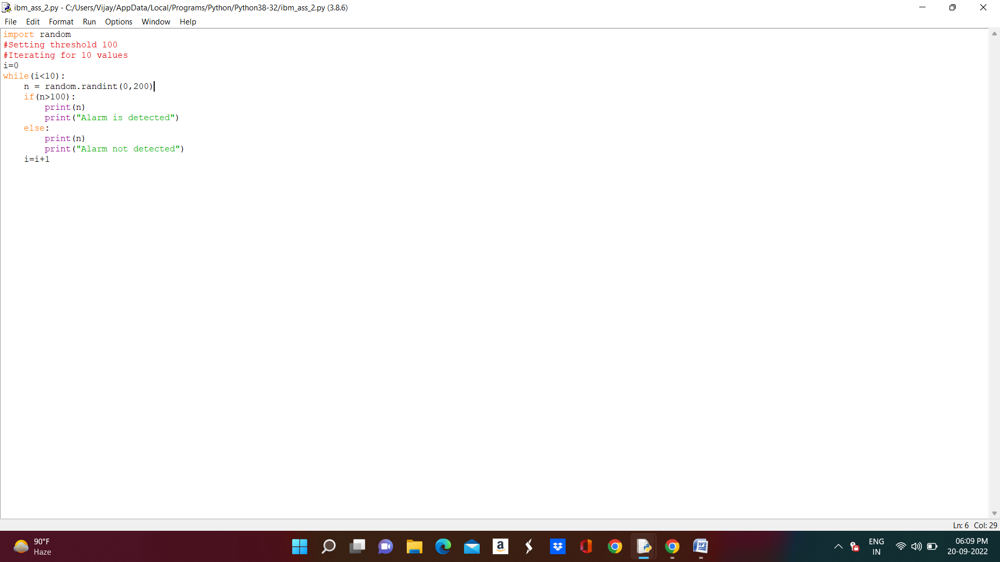 ibm_ass_2.py - C:/Users/Vijay/AppData/Local/Programs/Python/Python38-32/ibm_ass_2.py (3.8.6)
File Edit Format Run Options Window Help
import random
#Setting threshold 100
#Iterating for 10 values
i=0
while(i<10):
    n = random.randint(0,200)
    if(n>100):
        print(n)
        print("Alarm is detected")
    else:
        print(n)
        print("Alarm not detected")
    i=i+1
Ln: 6 Col: 29
90°F
Haze
a
ENG
IN
06:09 PM
20-09-2022